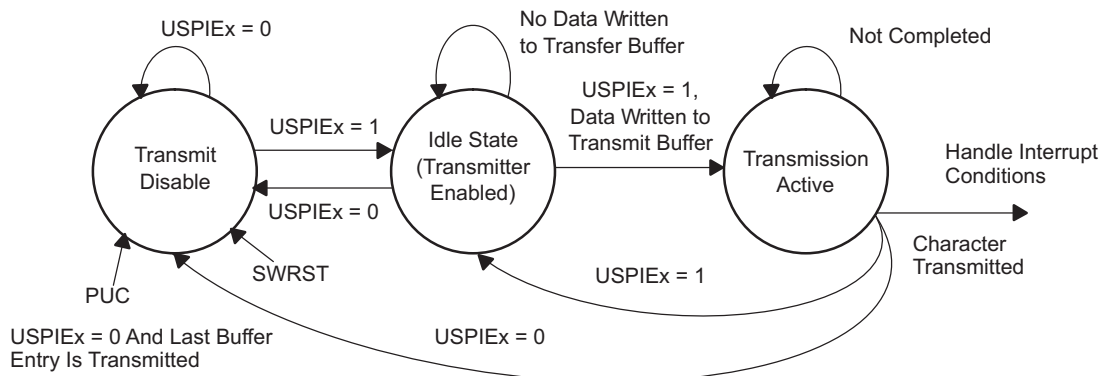 USPIEx = 0
No Data Written
to Transfer Buffer
Not Completed
USPIEx = 1
USPIEx = 1,
Data Written to
Transmit Buffer
Transmit
Disable
Idle State
(Transmitter
Enabled)
Transmission
Active
Handle Interrupt
Conditions
USPIEx = 0
SWRST
PUC
USPIEx = 1
Character
Transmitted
USPIEx = 0 And Last Buffer
Entry Is Transmitted
USPIEx = 0